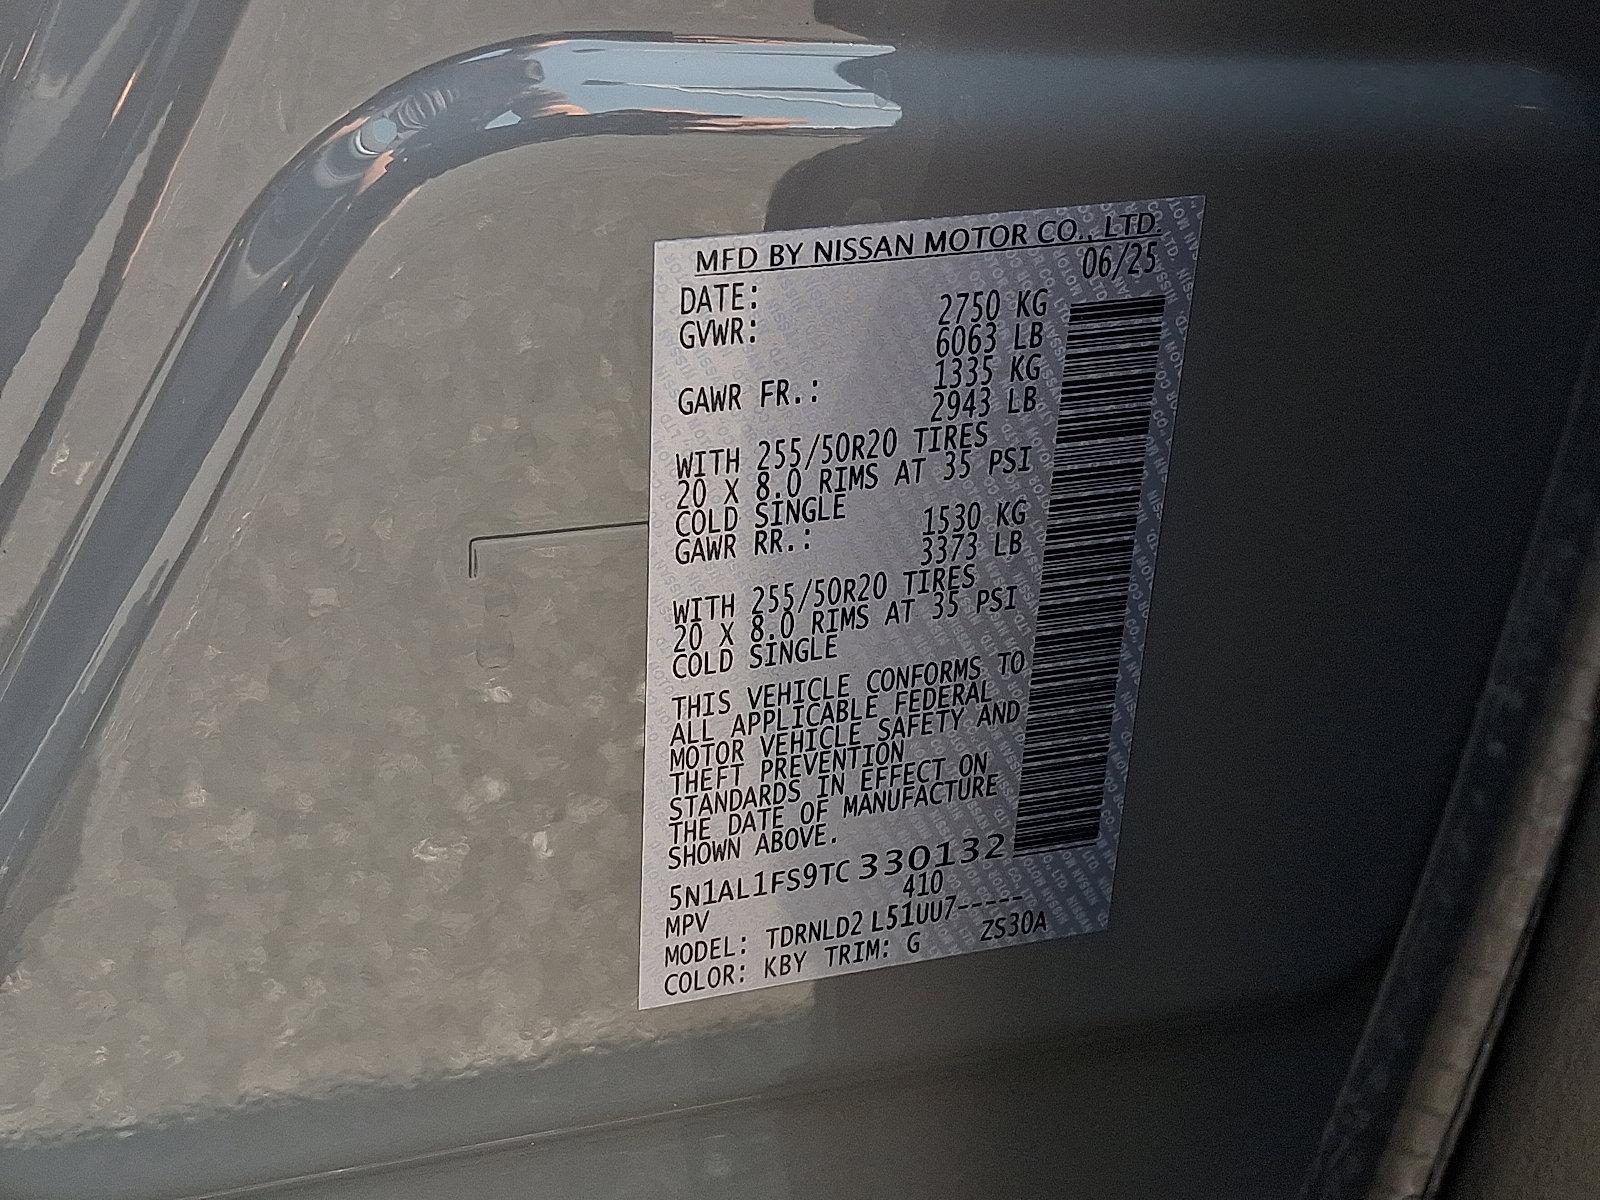 MFD BY NISSAN MOTOR CO., LTD.
DATE: 06/25
GVWR: 2750 KG
6063 LB
GAWR FR.: 1335 KG
2943 LB
WITH 255/50R20 TIRES
20 X 8.0 RIMS AT 35 PSI
COLD SINGLE
GAWR RR.: 1530 KG
3373 LB
WITH 255/50R20 TIRES
20 X 8.0 RIMS AT 35 PSI
COLD SINGLE
THIS VEHICLE CONFORMS TO
ALL APPLICABLE FEDERAL
MOTOR VEHICLE SAFETY AND
THEFT PREVENTION
STANDARDS IN EFFECT ON
THE DATE OF MANUFACTURE
SHOWN ABOVE.
5N1AL1FS9TC330132
MPV 410
MODEL: TDRNLD2 L51UU7-----
COLOR: KBY TRIM: G ZS30A